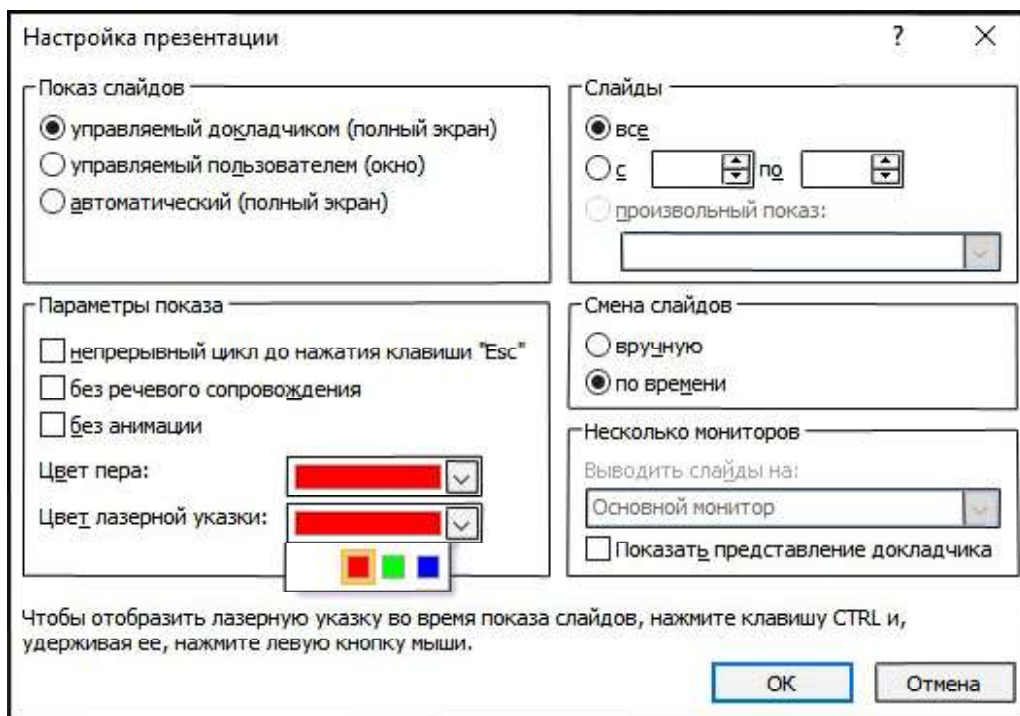 Настройка презентации
?
Показ слайдов
управляемый докладчиком (полный экран)
управляемый пользователем (окно)
автоматический (полный экран)
Слайды
все
с по
произвольный показ:
Параметры показа
непрерывный цикл до нажатия клавиши "Esc"
без речевого сопровождения
без анимации
Цвет пера:
Цвет лазерной указки:
Смена слайдов
вручную
по времени
Несколько мониторов
Выводить слайды на:
Основной монитор
Показать представление докладчика
Чтобы отобразить лазерную указку во время показа слайдов, нажмите клавишу CTRL и,
удерживая ее, нажмите левую кнопку мыши.
ОК
Отмена